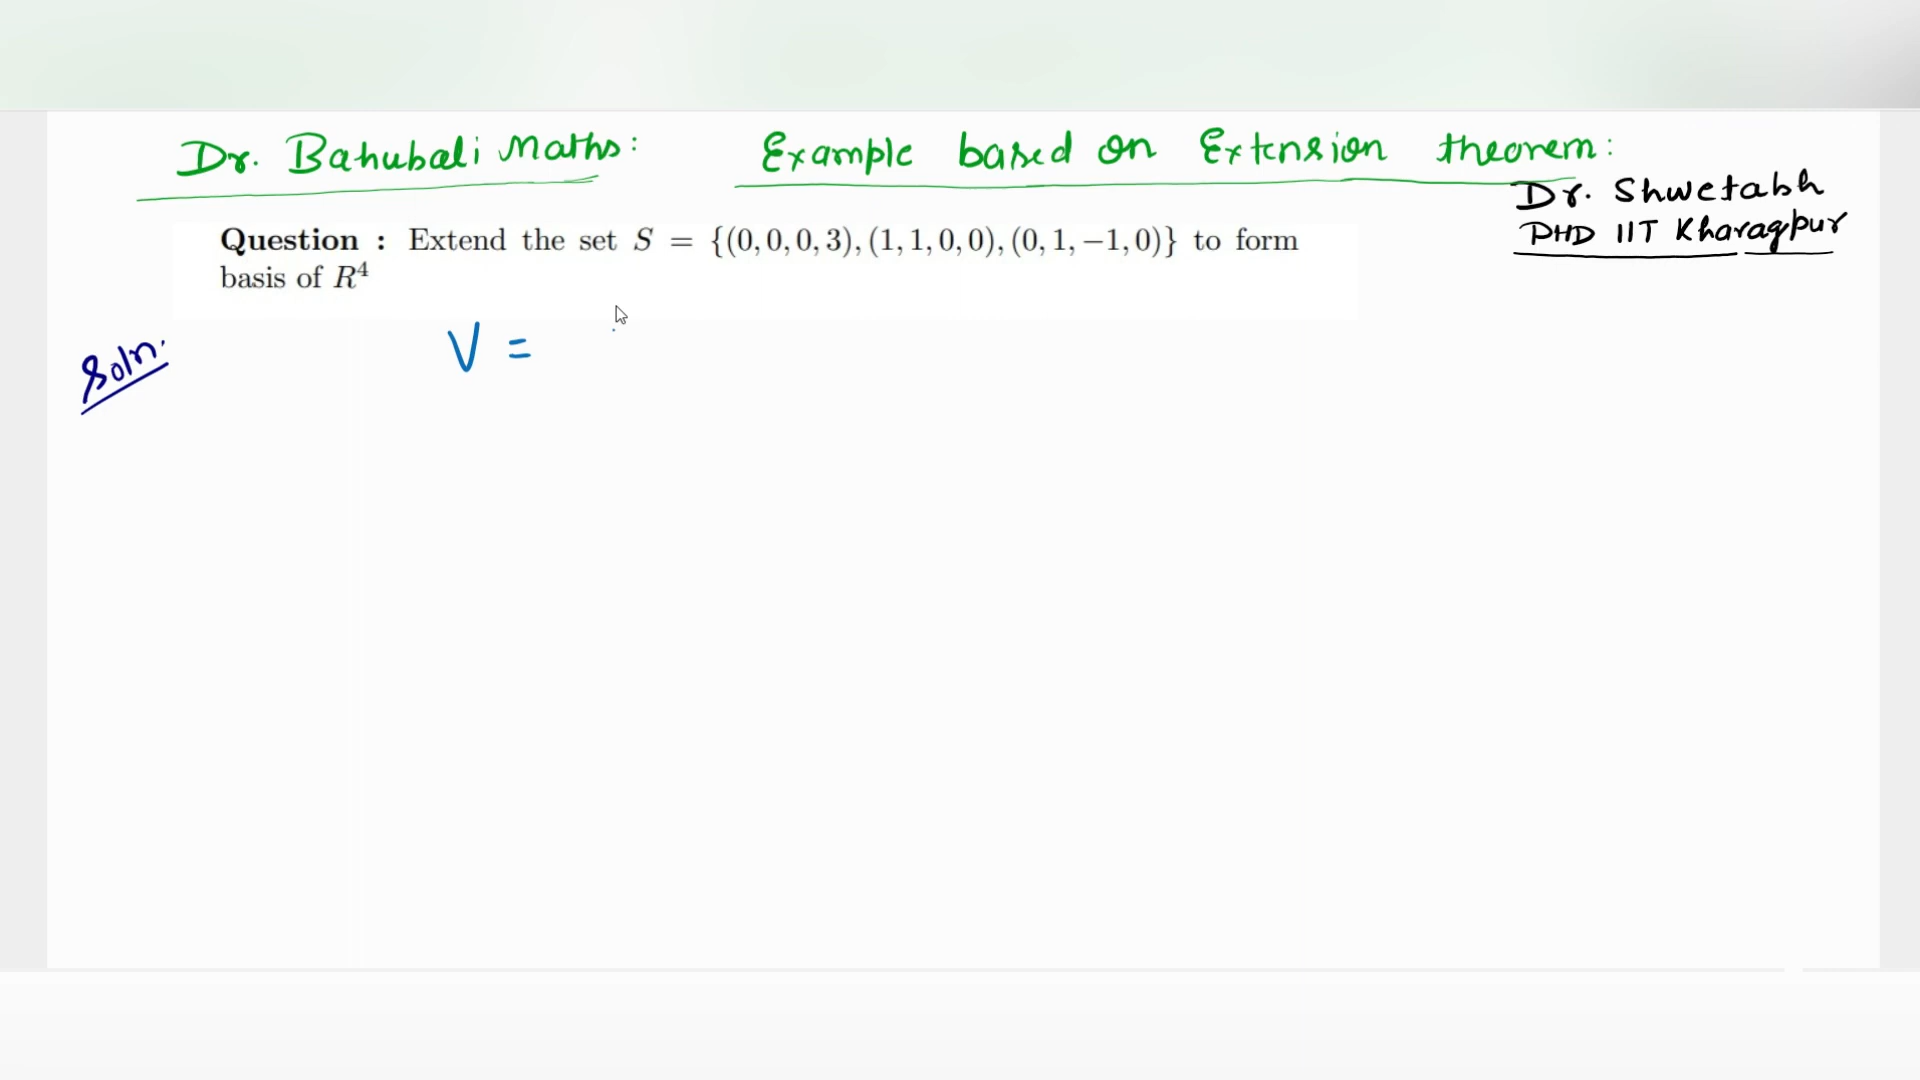 Dr. Bahubali Maths: Example based on Extension theorem:
Dr. Shwetabh
PHD IIT Kharagpur
Question : Extend the set S = {(0, 0, 0, 3), (1, 1, 0, 0), (0, 1, −1, 0)} to form
basis of R⁴
Soln.
V =